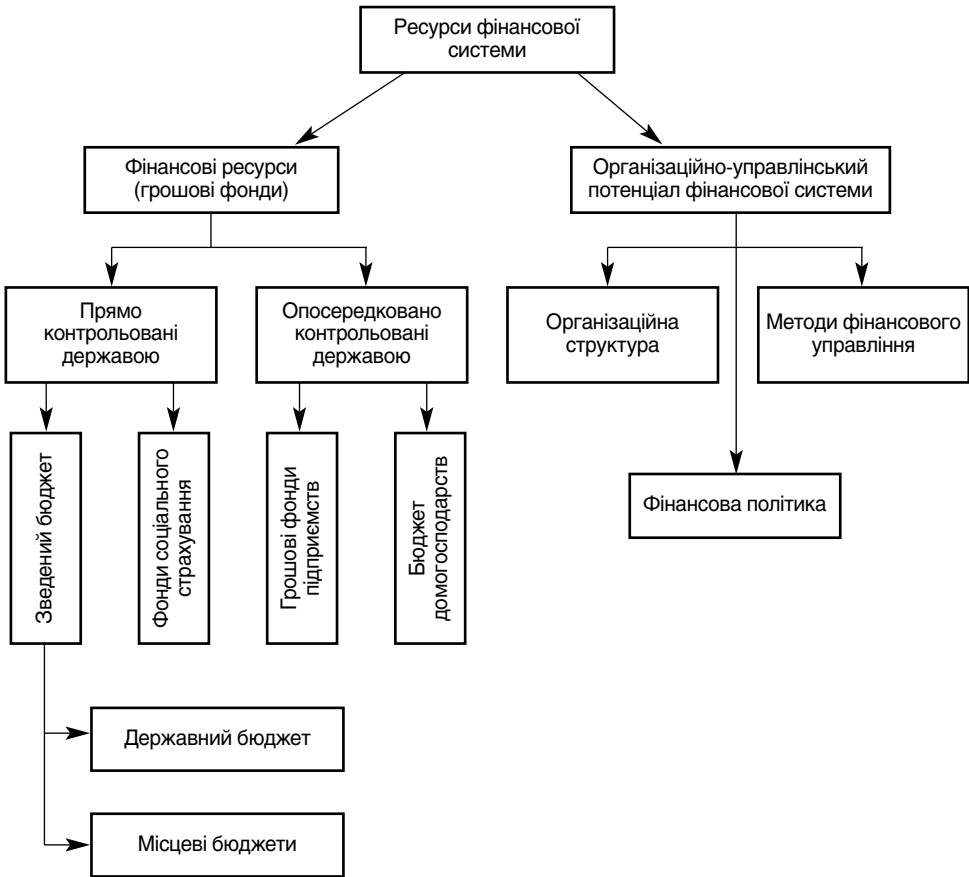 Ресурси фінансової
системи
Фінансові ресурси
(грошові фонди)
Організаційно-управлінський
потенціал фінансової системи
Прямо
контрольовані
державою
Опосередковано
контрольовані
державою
Організаційна
структура
Методи фінансового
управління
Зведений бюджет
Фонди соціального
страхування
Грошові фонди
підприємств
Бюджет
домогосподарств
Фінансова політика
Державний бюджет
Місцеві бюджети